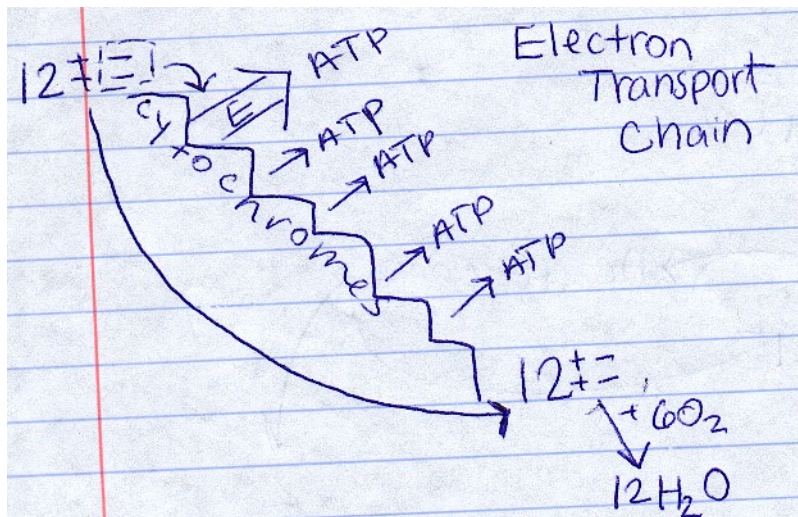 Electron
Transport
Chain
12 ‡ =
E
ATP
ATP
ATP
ATP
ATP
cytochromes
12 ‡ =
+ 6O₂
12H₂O